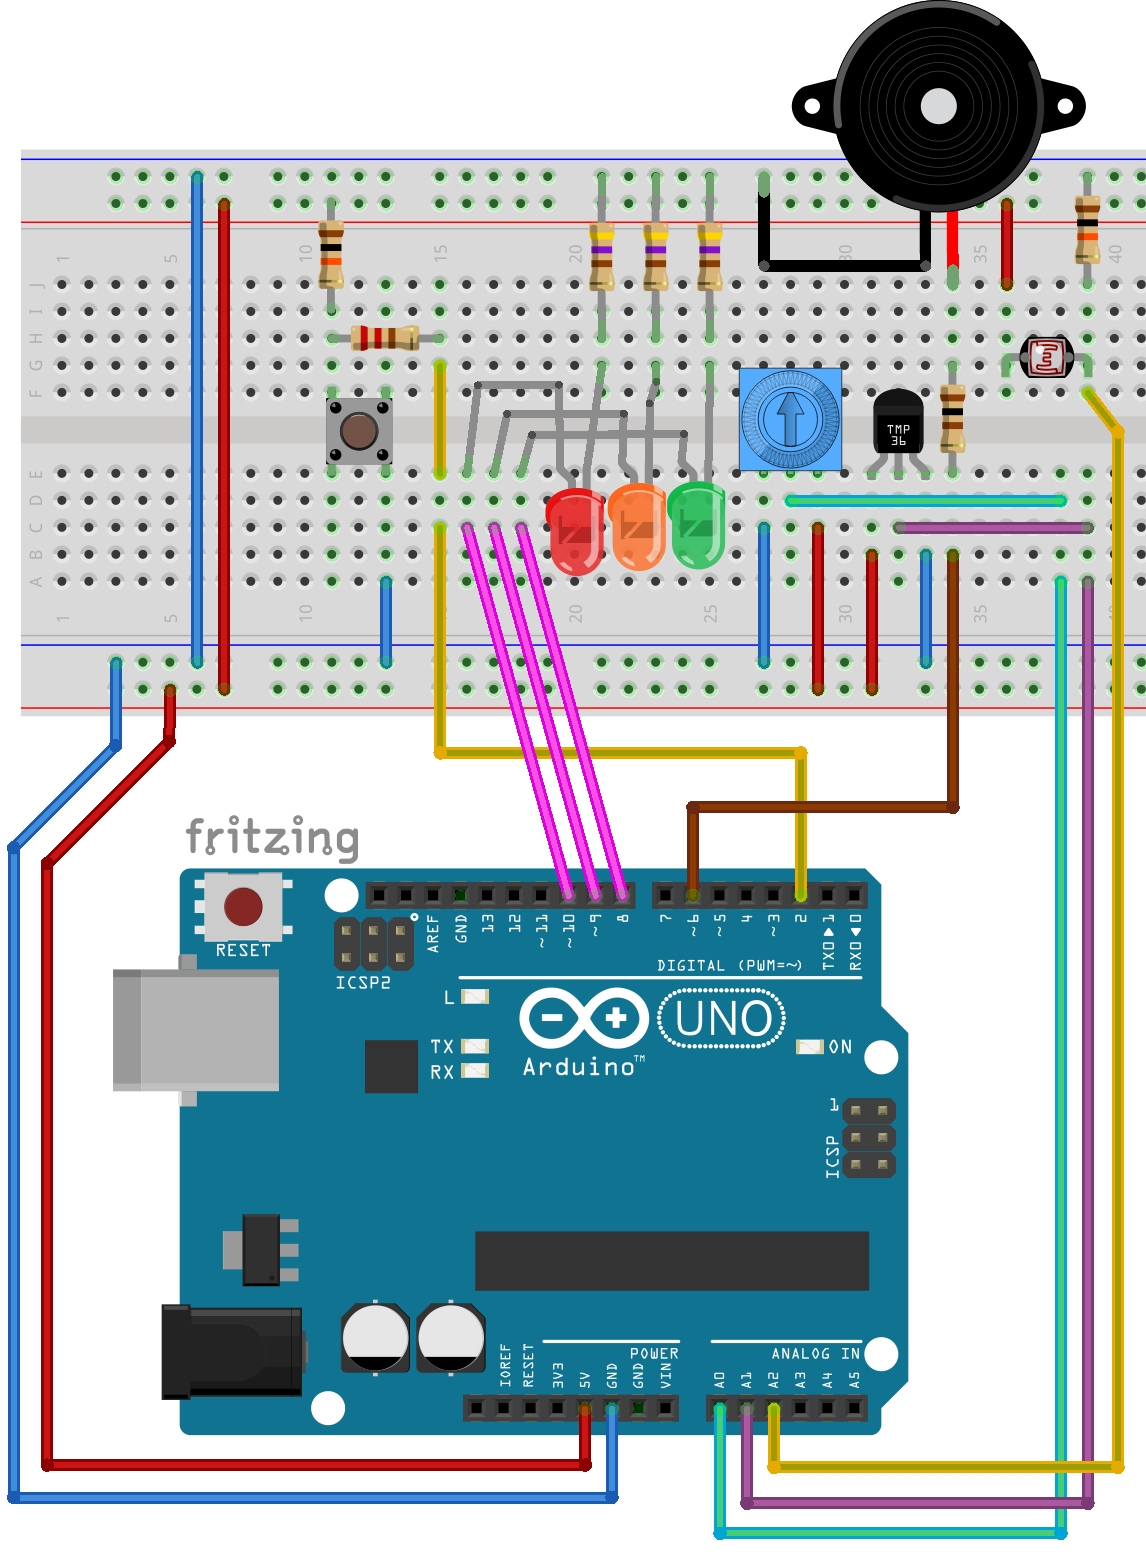 1 5 10 15 20 25 30 35 40
J
I
H
G
F
TMP
36
E
D
C
B
A
1 5 10 20 25 30 35 40
fritzing
RESET
ICSP2
AREF GND 13 12 ~11 ~10 ~9 8 7 ~6 ~5 4 ~3 2 TX0▶1 RX0◀0
DIGITAL (PWM=~)
L
TX
RX
UNO
Arduino™
ON
1
ICSP
POWER
ANALOG IN
IOREF RESET 3V3 5V GND GND VIN A0 A1 A2 A3 A4 A5